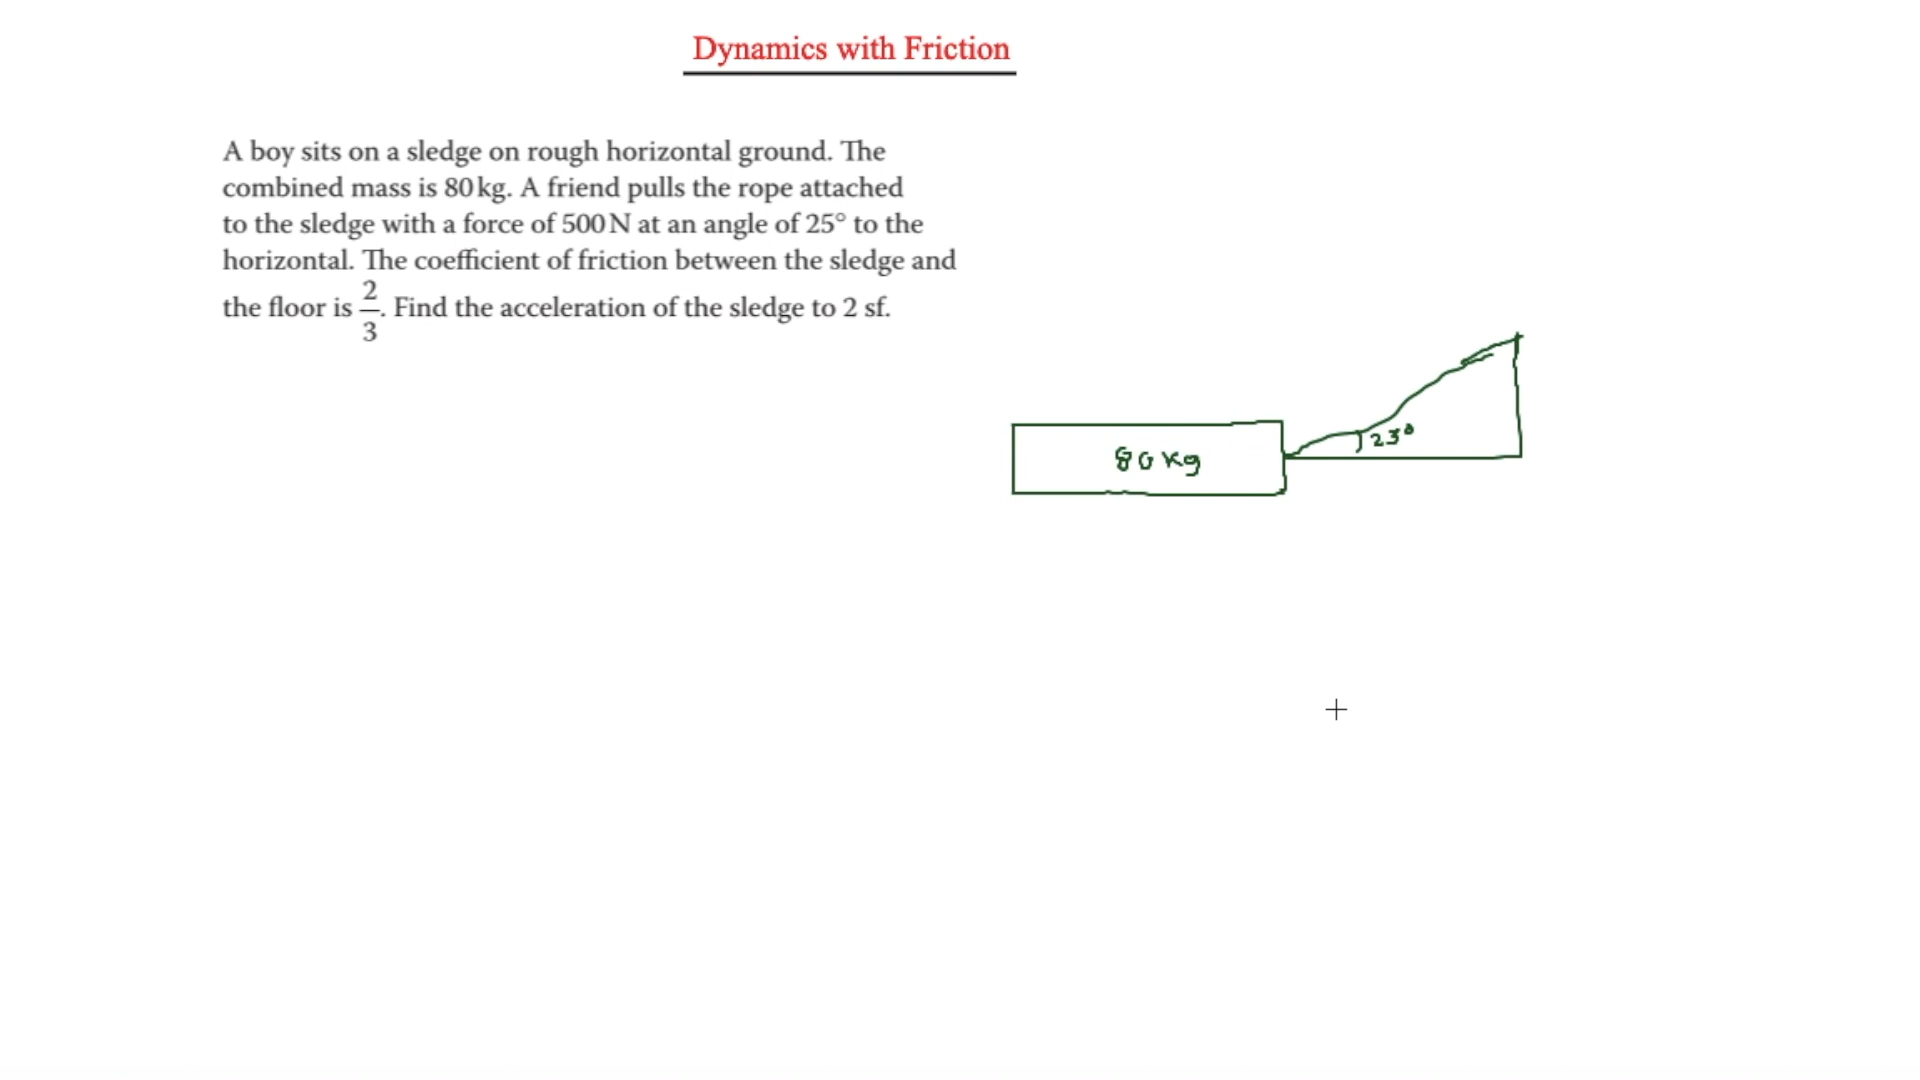 Dynamics with Friction
A boy sits on a sledge on rough horizontal ground. The
combined mass is 80 kg. A friend pulls the rope attached
to the sledge with a force of 500 N at an angle of 25° to the
horizontal. The coefficient of friction between the sledge and
the floor is 2/3. Find the acceleration of the sledge to 2 sf.
25°
80 kg